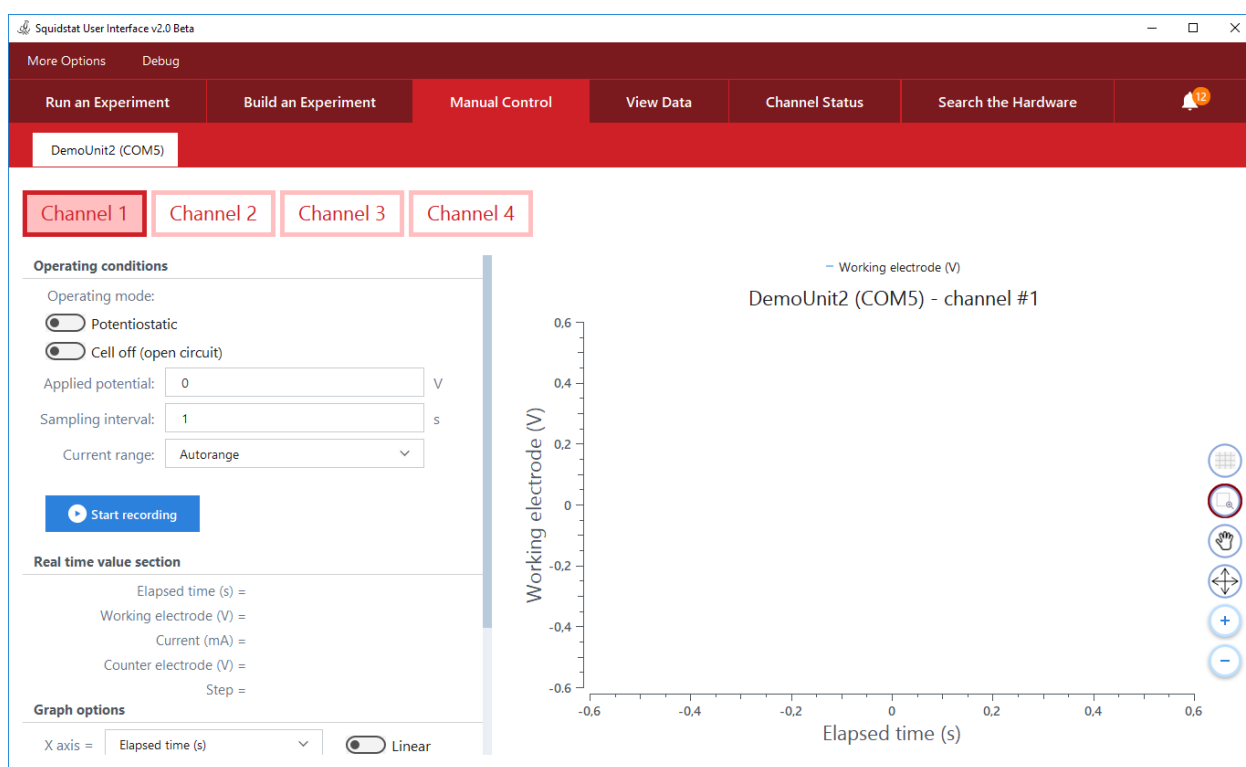 Squidstat User Interface v2.0 Beta
More Options Debug
Run an Experiment Build an Experiment Manual Control View Data Channel Status Search the Hardware 12
DemoUnit2 (COM5)
Channel 1 Channel 2 Channel 3 Channel 4
Operating conditions
Operating mode:
Potentiostatic
Cell off (open circuit)
Applied potential: 0 V
Sampling interval: 1 s
Current range: Autorange
Start recording
Real time value section
Elapsed time (s) =
Working electrode (V) =
Current (mA) =
Counter electrode (V) =
Step =
Graph options
X axis = Elapsed time (s) Linear
Working electrode (V)
DemoUnit2 (COM5) - channel #1
0,6
0,4
0,2
0
-0,2
-0,4
-0,6
Working electrode (V)
-0,6 -0,4 -0,2 0 0,2 0,4 0,6
Elapsed time (s)